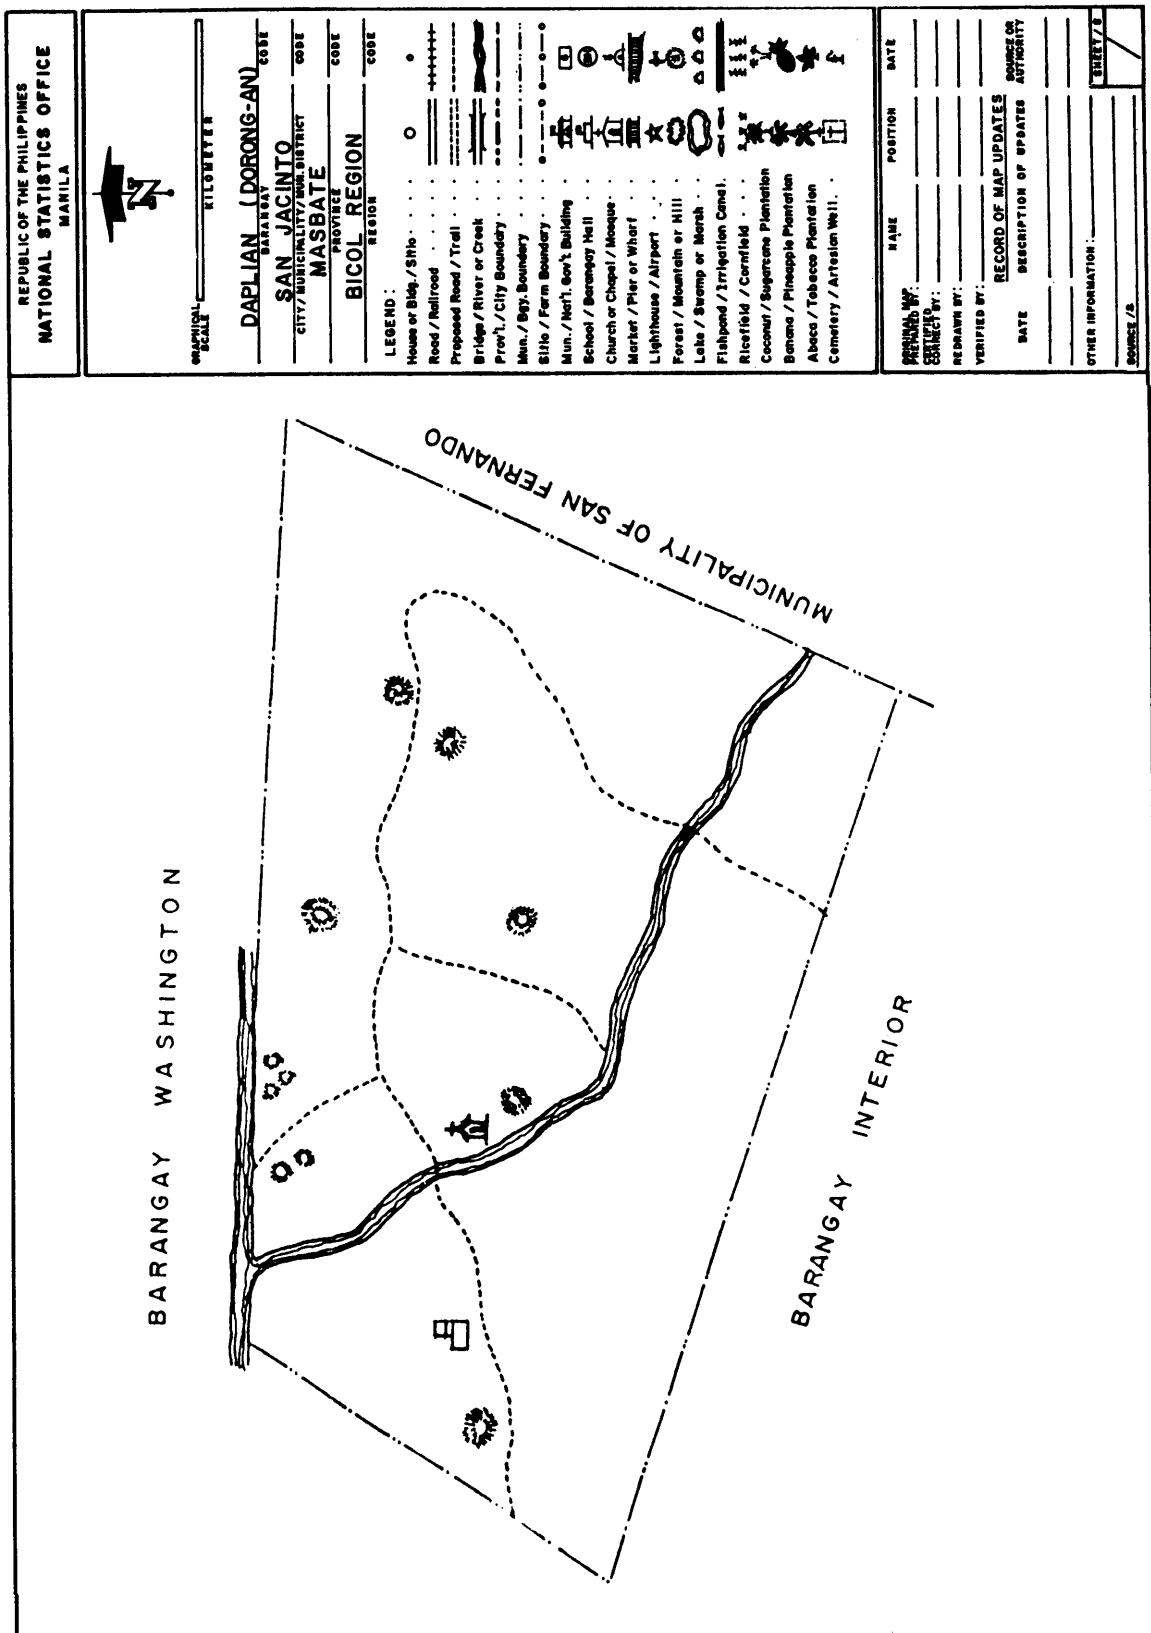 REPUBLIC OF THE PHILIPPINES
NATIONAL STATISTICS OFFICE
MANILA
N
GRAPHICAL SCALE
KILOMETER
DAPLIAN (DORONG-AN)
BARANGAY
CODE
SAN JACINTO
CITY/MUNICIPALITY/MUN. DISTRICT
CODE
MASBATE
PROVINCE
CODE
BICOL REGION
REGION
CODE
LEGEND:
House or Bldg. / Sitio
Road / Railroad
Proposed Road / Trail
Bridge / River or Creek
Prov'l. / City Boundary
Mun. / Bgy. Boundary
Sitio / Farm Boundary
Mun. / Nat'l. Gov't. Building
School / Barangay Hall
Church or Chapel / Mosque
Market / Pier or Wharf
Lighthouse / Airport
Forest / Mountain or Hill
Lake / Swamp or Marsh
Fishpond / Irrigation Canal
Ricefield / Cornfield
Coconut / Sugarcane Plantation
Banana / Pineapple Plantation
Abaca / Tobacco Plantation
Cemetery / Artesian Well
NAME POSITION DATE
ORIGINAL MAP
PREPARED BY:
CERTIFIED
CORRECT BY:
REDRAWN BY:
VERIFIED BY:
RECORD OF MAP UPDATES
DATE DESCRIPTION OF UPDATES SOURCE OR AUTHORITY
OTHER INFORMATION:
SOURCE/S
SHEET/S
MUNICIPALITY OF SAN FERNANDO
BARANGAY WASHINGTON
BARANGAY INTERIOR